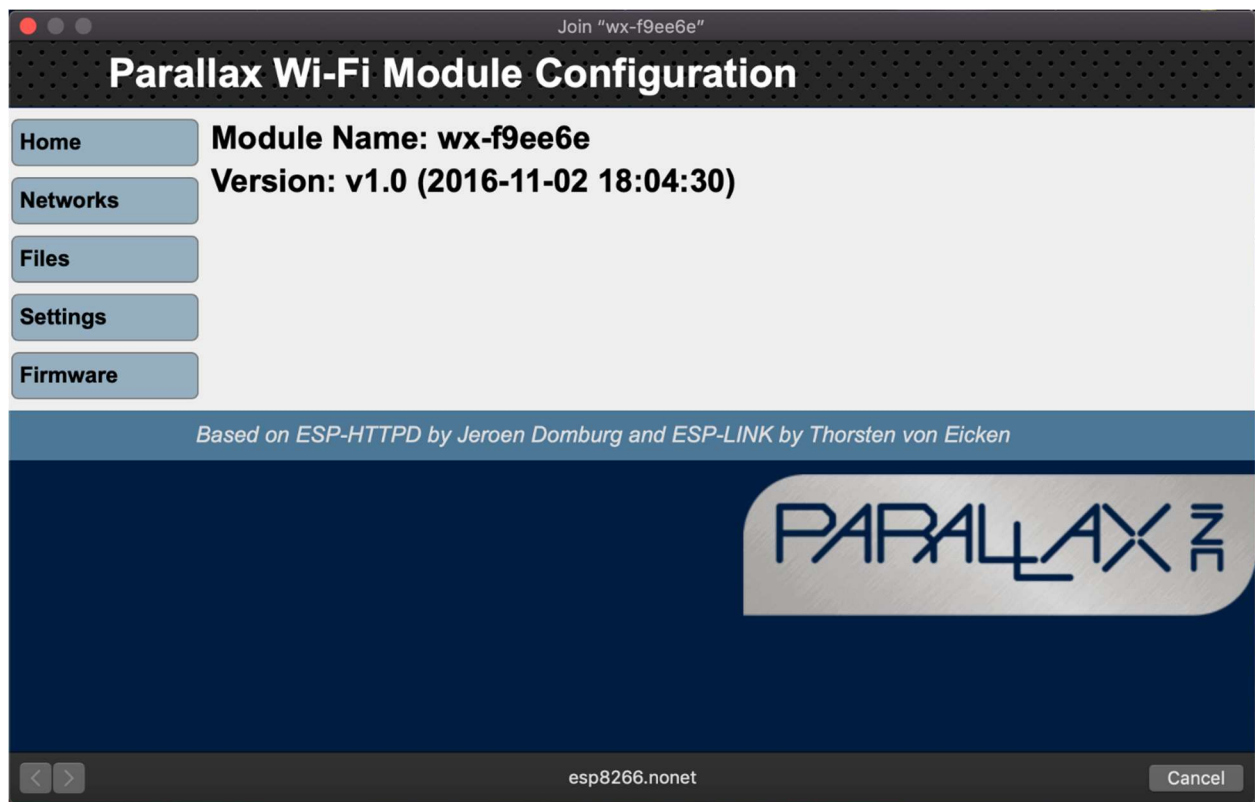 Join “wx-f9ee6e”
Parallax Wi-Fi Module Configuration
Home
Networks
Files
Settings
Firmware
Module Name: wx-f9ee6e
Version: v1.0 (2016-11-02 18:04:30)
Based on ESP-HTTPD by Jeroen Domburg and ESP-LINK by Thorsten von Eicken
PARALLAX INC
esp8266.nonet
Cancel